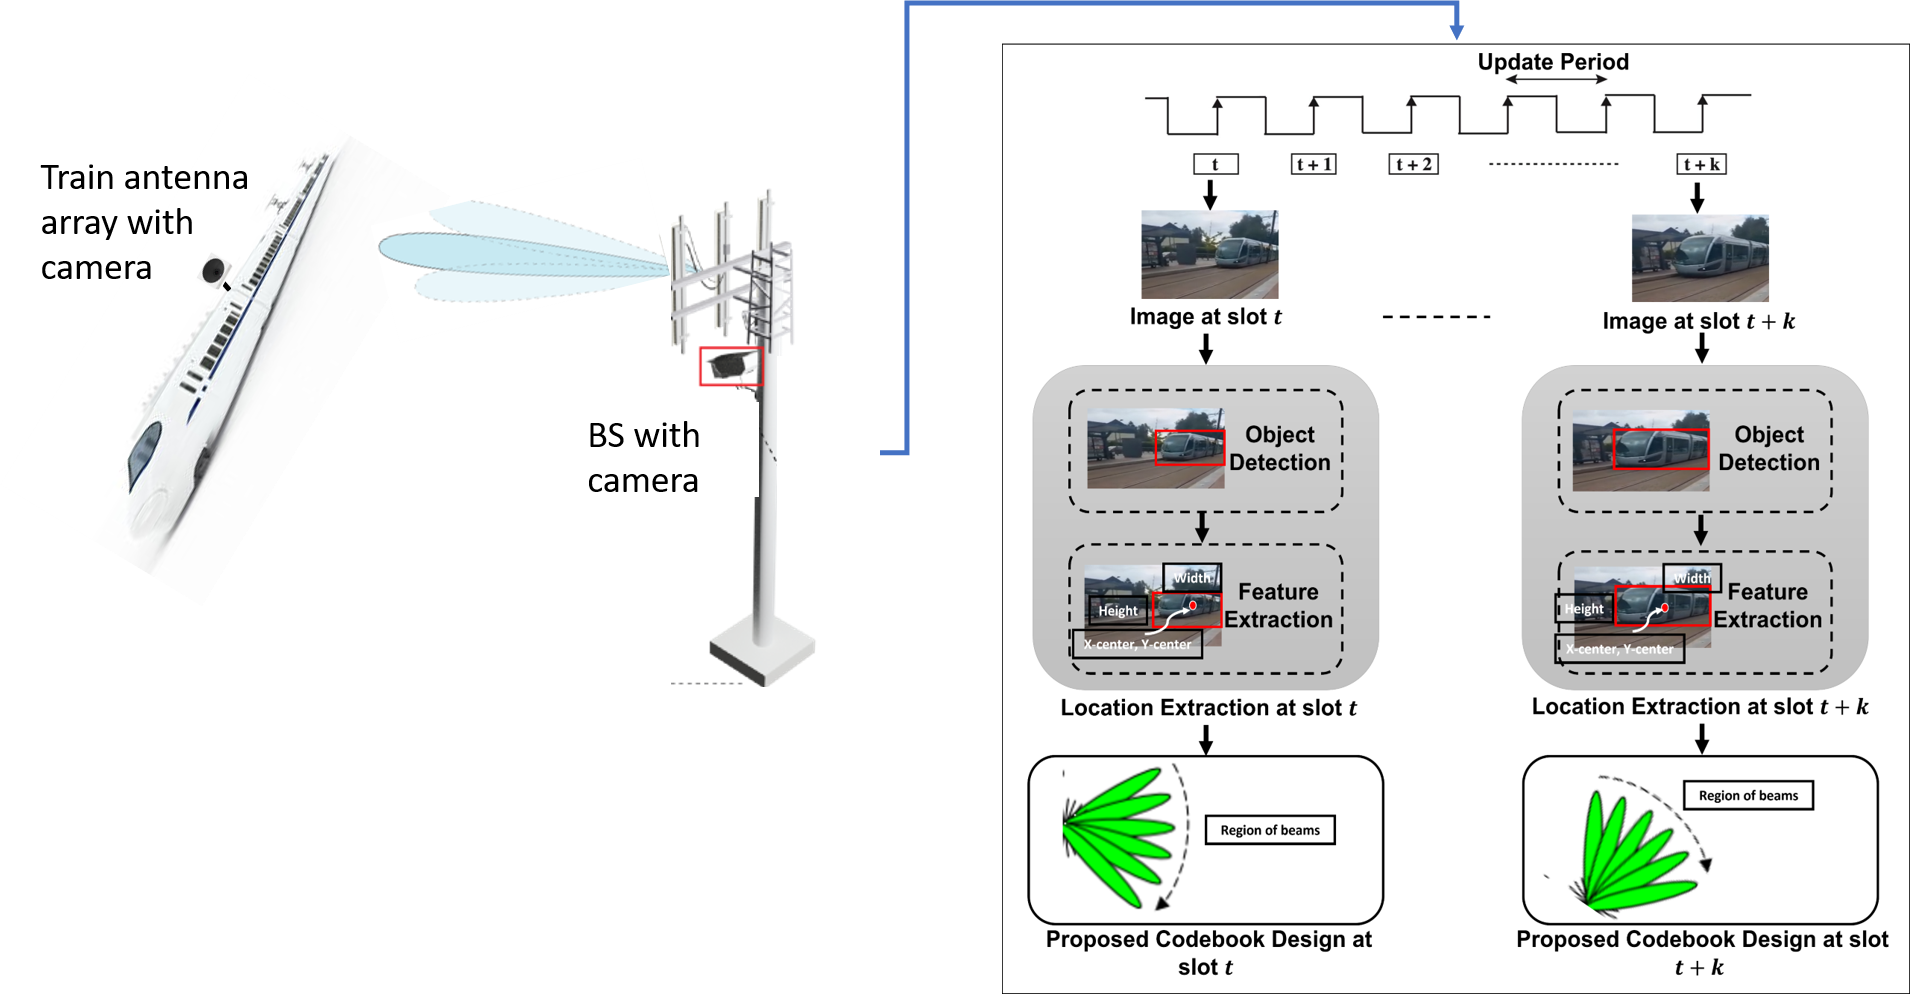 Train antenna
array with
camera
BS with
camera
Update Period
t
t + 1
t + 2
t + k
Image at slot t
Image at slot t + k
Object
Detection
Object
Detection
Width
Height
X-center, Y-center
Feature
Extraction
Width
Height
X-center, Y-center
Feature
Extraction
Location Extraction at slot t
Location Extraction at slot t + k
Region of beams
Region of beams
Proposed Codebook Design at
slot t
Proposed Codebook Design at slot
t + k